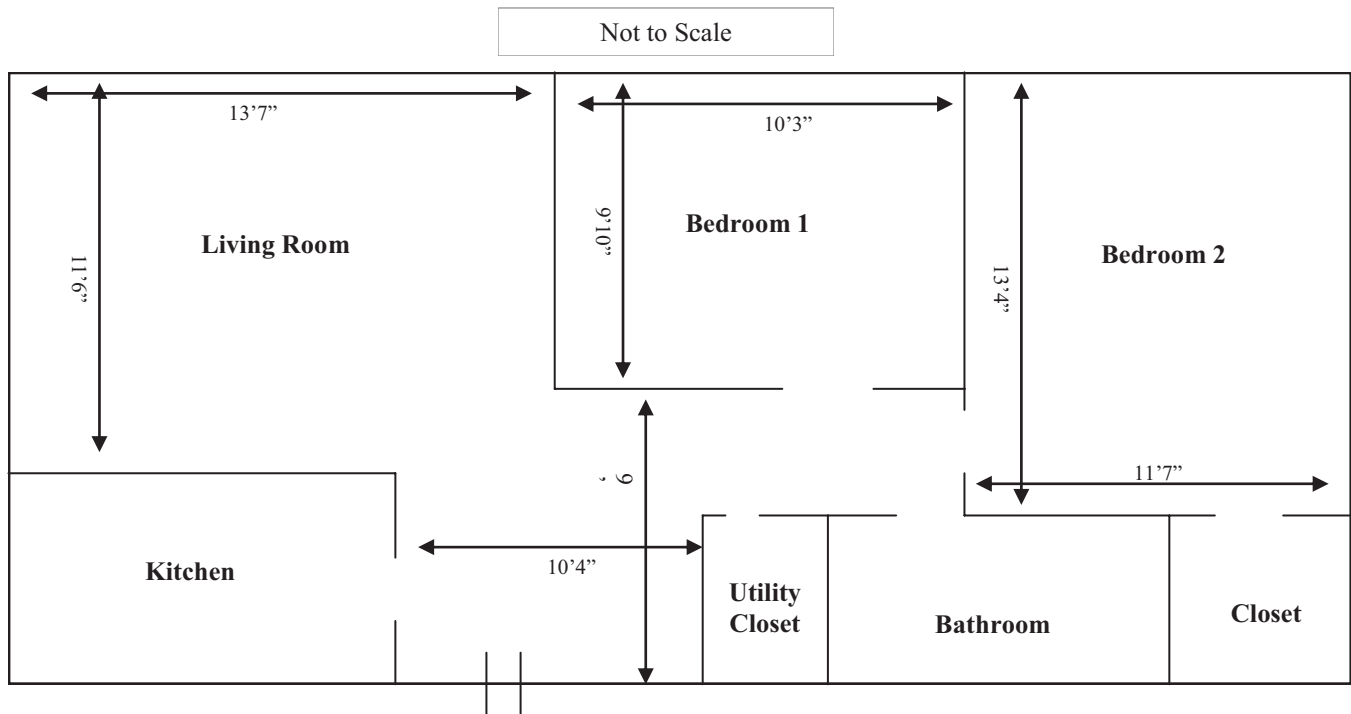 Not to Scale
13’7”
10’3”
11’6”
Living Room
9’10”
Bedroom 1
13’4”
Bedroom 2
9’
11’7”
10’4”
Kitchen
Utility
Closet
Bathroom
Closet